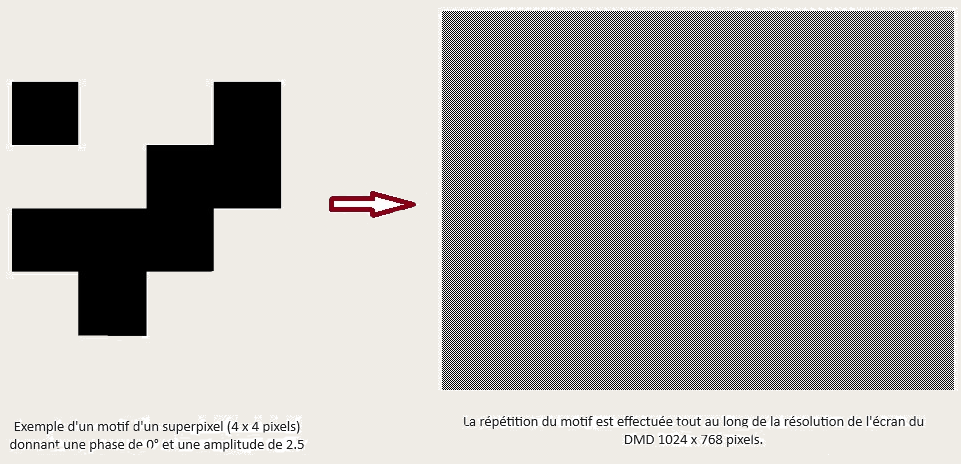 Exemple d'un motif d'un superpixel (4 x 4 pixels)
donnant une phase de 0° et une amplitude de 2.5
La répétition du motif est effectuée tout au long de la résolution de l'écran du
DMD 1024 x 768 pixels.